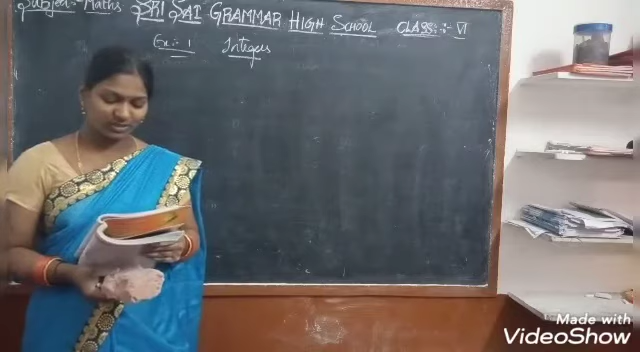 Subject:- Maths SRI SAI GRAMMAR HIGH SCHOOL CLASS:- VI
Ex:- 1 Integers
Made with
VideoShow